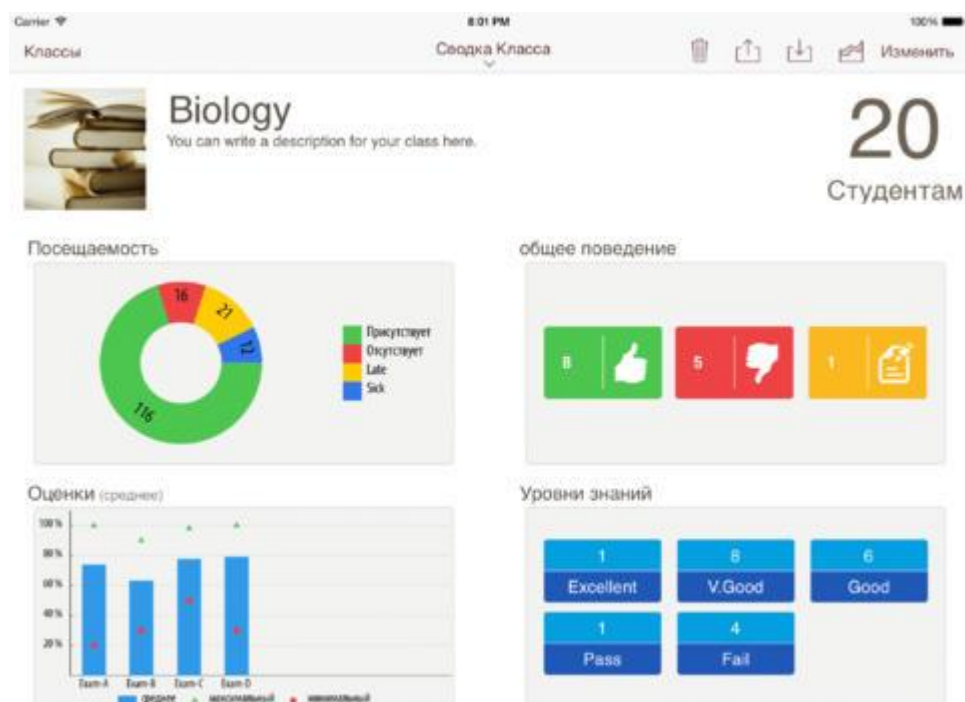 Carrier 8:01 PM 100%
Классы Сводка Класса Изменить
Biology
You can write a description for your class here.
20
Студентам
Посещаемость
16
21
12
116
Присутствует
Отсутствует
Late
Sick
общее поведение
8 5 1
Оценки (среднее)
100 %
80 %
60 %
40 %
20 %
Exam-A Exam-B Exam-C Exam-D
среднее максимальный минимальный
Уровни знаний
1 8 6
Excellent V.Good Good
1 4
Pass Fail